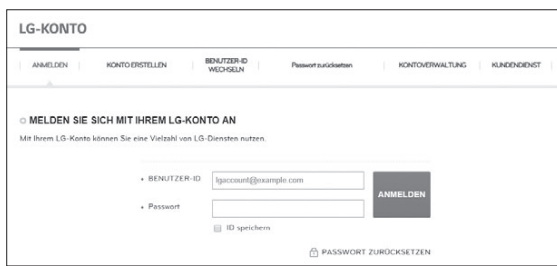 LG-KONTO
ANMELDEN KONTO ERSTELLEN BENUTZER-ID WECHSELN Passwort zurücksetzen KONTOVERWALTUNG KUNDENDIENST
MELDEN SIE SICH MIT IHREM LG-KONTO AN
Mit Ihrem LG-Konto können Sie eine Vielzahl von LG-Diensten nutzen.
BENUTZER-ID lgaccount@example.com
ANMELDEN
Passwort
ID speichern
PASSWORT ZURÜCKSETZEN